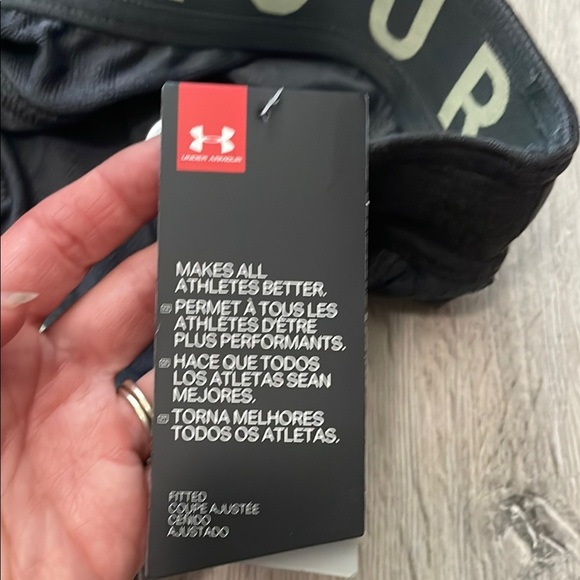 OUR
UNDER ARMOUR
MAKES ALL
ATHLETES BETTER.
PERMET À TOUS LES
ATHLÈTES D'ÊTRE
PLUS PERFORMANTS.
HACE QUE TODOS
LOS ATLETAS SEAN
MEJORES.
TORNA MELHORES
TODOS OS ATLETAS.
FITTED
COUPE AJUSTÉE
CEÑIDO
AJUSTADO